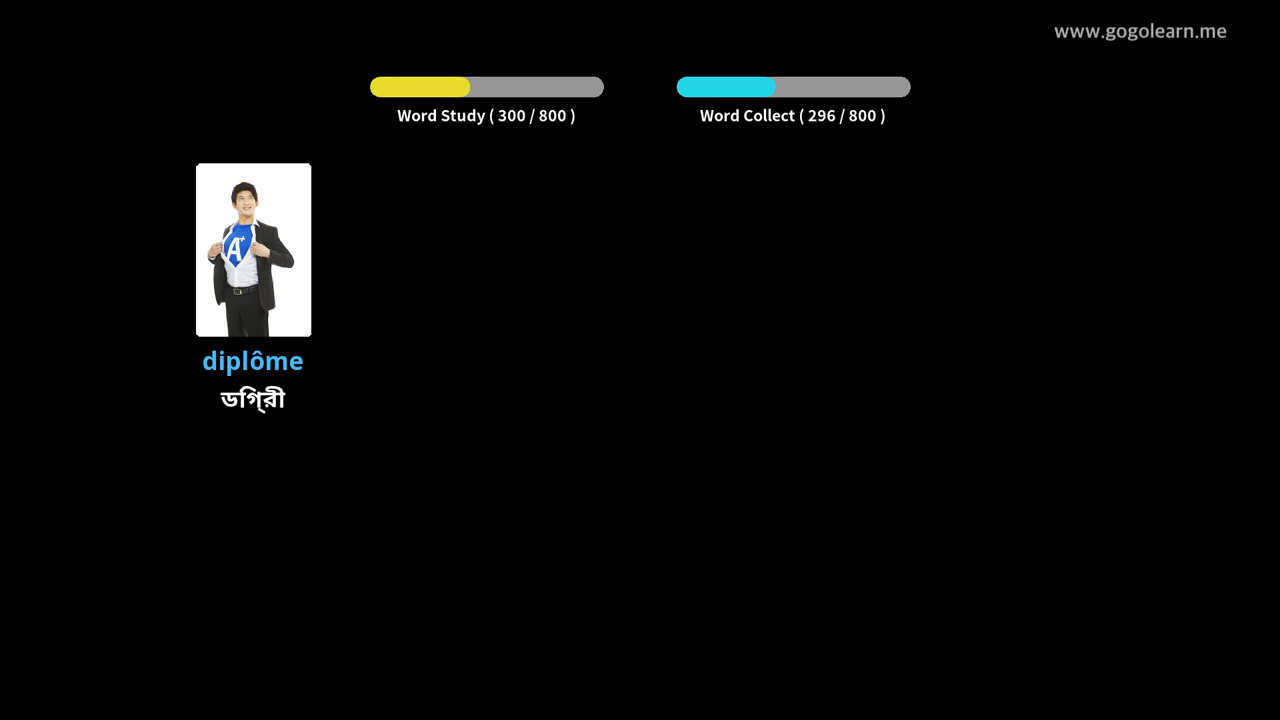 www.gogolearn.me
Word Study ( 300 / 800 )
Word Collect ( 296 / 800 )
A+
diplôme
ডিগ্রী